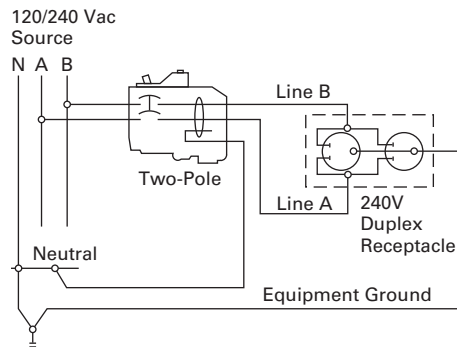 120/240 Vac
Source
N A B
Line B
Two-Pole
Line A
240V
Duplex
Receptacle
Neutral
Equipment Ground